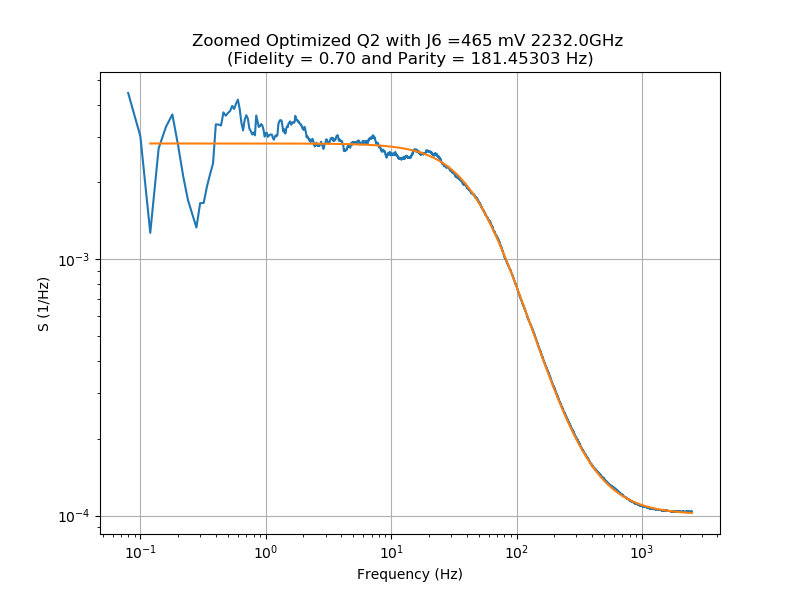 Zoomed Optimized Q2 with J6 =465 mV 2232.0GHz
(Fidelity = 0.70 and Parity = 181.45303 Hz)
S (1/Hz)
10⁻³
10⁻⁴
10⁻¹ 10⁰ 10¹ 10² 10³
Frequency (Hz)